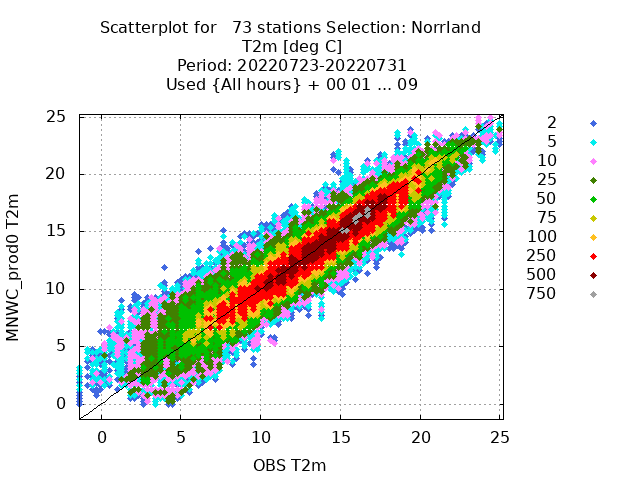 Scatterplot for   73 stations Selection: Norrland
T2m [deg C]
Period: 20220723-20220731
Used {All hours} + 00 01 ... 09
MNWC_prod0 T2m
25
20
15
10
5
0
0 5 10 15 20 25
OBS T2m
2
5
10
25
50
75
100
250
500
750